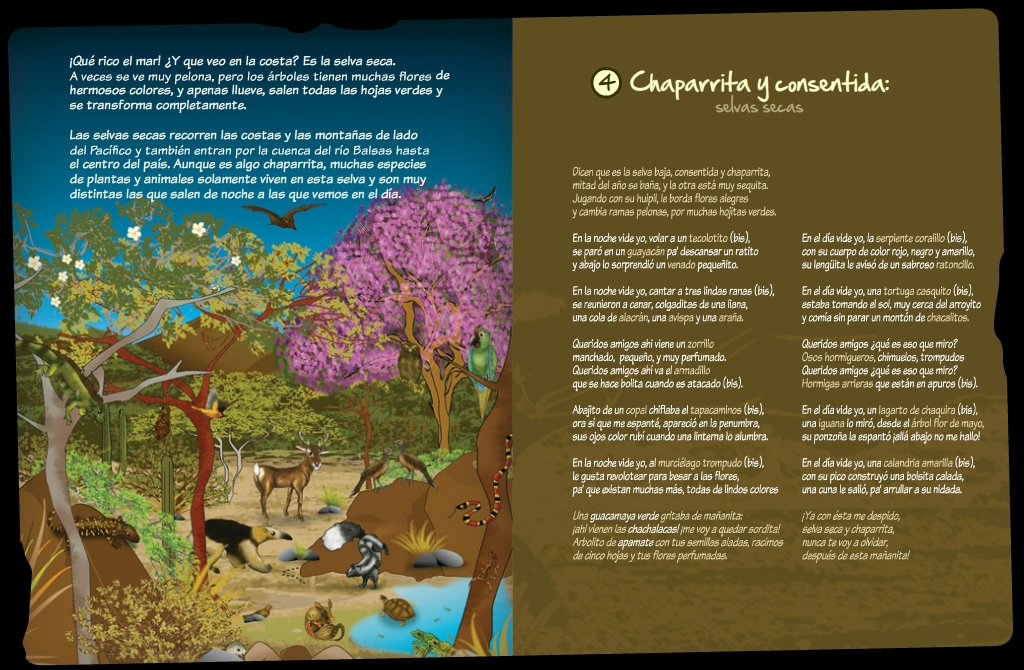 ¡Qué rico el mar! ¿Y que veo en la costa? Es la selva seca.
A veces se ve muy pelona, pero los árboles tienen muchas flores de
hermosos colores, y apenas llueve, salen todas las hojas verdes y
se transforma completamente.
Las selvas secas recorren las costas y las montañas de lado
del Pacífico y también entran por la cuenca del río Balsas hasta
el centro del país. Aunque es algo chaparrita, muchas especies
de plantas y animales solamente viven en esta selva y son muy
distintas las que salen de noche a las que vemos en el día.
4 Chaparrita y consentida:
selvas secas
Dicen que es la selva baja, consentida y chaparrita,
mitad del año se baña, y la otra está muy sequita.
Jugando con su huipil, le borda flores alegres
y cambia ramas pelonas, por muchas hojitas verdes.
En la noche vide yo, volar a un tecolotito (bis),
se paró en un guayacán pa' descansar un ratito
y abajo lo sorprendió un venado pequeñito.
En la noche vide yo, cantar a tres lindas ranas (bis),
se reunieron a cenar, colgaditas de una liana,
una cola de alacrán, una avispa y una araña.
Queridos amigos ahí viene un zorrillo
manchado, pequeño, y muy perfumado.
Queridos amigos ahí va el armadillo
que se hace bolita cuando es atacado (bis).
Abajito de un copal chiflaba el tapacaminos (bis),
ora si que me espanté, apareció en la penumbra,
sus ojos color rubí cuando una linterna lo alumbra.
En la noche vide yo, al murciélago trompudo (bis),
le gusta revolotear para besar a las flores,
pa' que existan muchas más, todas de lindos colores
Una guacamaya verde gritaba de mañanita:
¡ahí vienen las chachalacas! ¡me voy a quedar sordita!
Arbolito de apamate con tus semillas aladas, racimos
de cinco hojas y tus flores perfumadas.
En el día vide yo, la serpiente coralillo (bis),
con su cuerpo de color rojo, negro y amarillo,
su lengüita le avisó de un sabroso ratoncillo.
En el día vide yo, una tortuga casquito (bis),
estaba tomando el sol, muy cerca del arroyito
y comía sin parar un montón de chacalitos.
Queridos amigos ¿qué es eso que miro?
Osos hormigueros, chimuelos, trompudos
Queridos amigos ¿qué es eso que miro?
Hormigas arrieras que están en apuros (bis).
En el día vide yo, un lagarto de chaquira (bis),
una iguana lo miró, desde el árbol flor de mayo,
su ponzoña la espantó ¡allá abajo no me hallo!
En el día vide yo, una calandria amarilla (bis),
con su pico construyó una bolsita calada,
una cuna le salió, pa' arrullar a su nidada.
¡Ya con ésta me despido,
selva seca y chaparrita,
nunca te voy a olvidar,
después de esta mañanita!